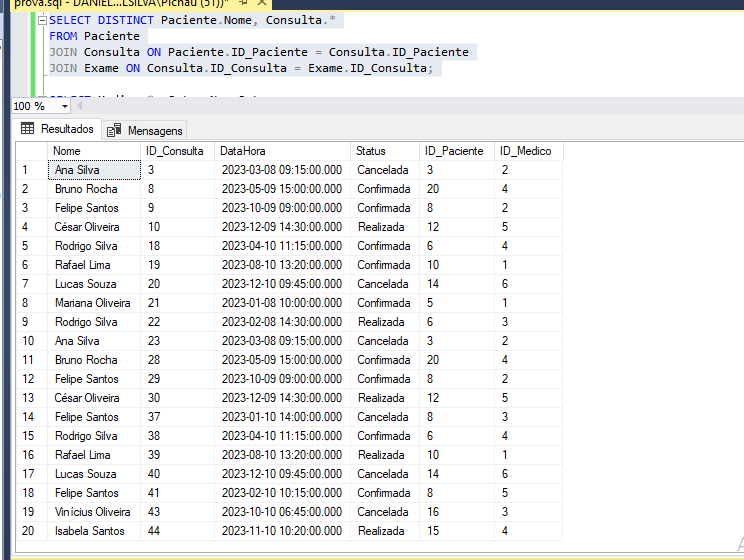 prova.sql - DANIEL...LSILVA\Pichau (51))*
SELECT DISTINCT Paciente.Nome, Consulta.*
FROM Paciente
JOIN Consulta ON Paciente.ID_Paciente = Consulta.ID_Paciente
JOIN Exame ON Consulta.ID_Consulta = Exame.ID_Consulta;
100 %
Resultados Mensagens
Nome ID_Consulta DataHora Status ID_Paciente ID_Medico
1 Ana Silva 3 2023-03-08 09:15:00.000 Cancelada 3 2
2 Bruno Rocha 8 2023-05-09 15:00:00.000 Confirmada 20 4
3 Felipe Santos 9 2023-10-09 09:00:00.000 Confirmada 8 2
4 César Oliveira 10 2023-12-09 14:30:00.000 Realizada 12 5
5 Rodrigo Silva 18 2023-04-10 11:15:00.000 Confirmada 6 4
6 Rafael Lima 19 2023-08-10 13:20:00.000 Confirmada 10 1
7 Lucas Souza 20 2023-12-10 09:45:00.000 Cancelada 14 6
8 Mariana Oliveira 21 2023-01-08 10:00:00.000 Confirmada 5 1
9 Rodrigo Silva 22 2023-02-08 14:30:00.000 Realizada 6 3
10 Ana Silva 23 2023-03-08 09:15:00.000 Cancelada 3 2
11 Bruno Rocha 28 2023-05-09 15:00:00.000 Confirmada 20 4
12 Felipe Santos 29 2023-10-09 09:00:00.000 Confirmada 8 2
13 César Oliveira 30 2023-12-09 14:30:00.000 Realizada 12 5
14 Felipe Santos 37 2023-01-10 14:00:00.000 Cancelada 8 3
15 Rodrigo Silva 38 2023-04-10 11:15:00.000 Confirmada 6 4
16 Rafael Lima 39 2023-08-10 13:20:00.000 Realizada 10 1
17 Lucas Souza 40 2023-12-10 09:45:00.000 Cancelada 14 6
18 Felipe Santos 41 2023-02-10 10:15:00.000 Confirmada 8 5
19 Vinícius Oliveira 43 2023-10-10 06:45:00.000 Cancelada 16 3
20 Isabela Santos 44 2023-11-10 10:20:00.000 Realizada 15 4